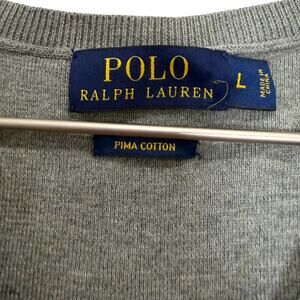 POLO
RALPH LAUREN
L
MADE IN
CHINA
PIMA COTTON